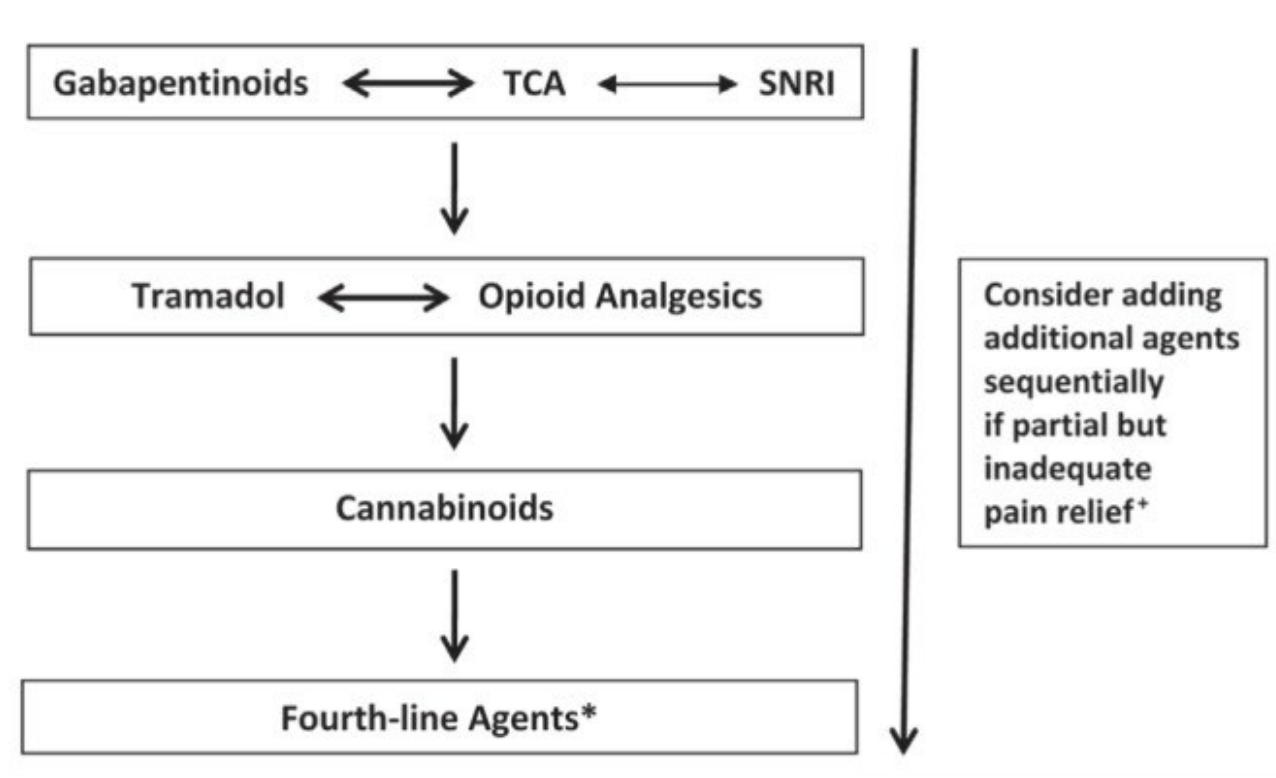 Gabapentinoids TCA SNRI
Tramadol Opioid Analgesics
Cannabinoids
Fourth-line Agents*
Consider adding
additional agents
sequentially
if partial but
inadequate
pain relief⁺